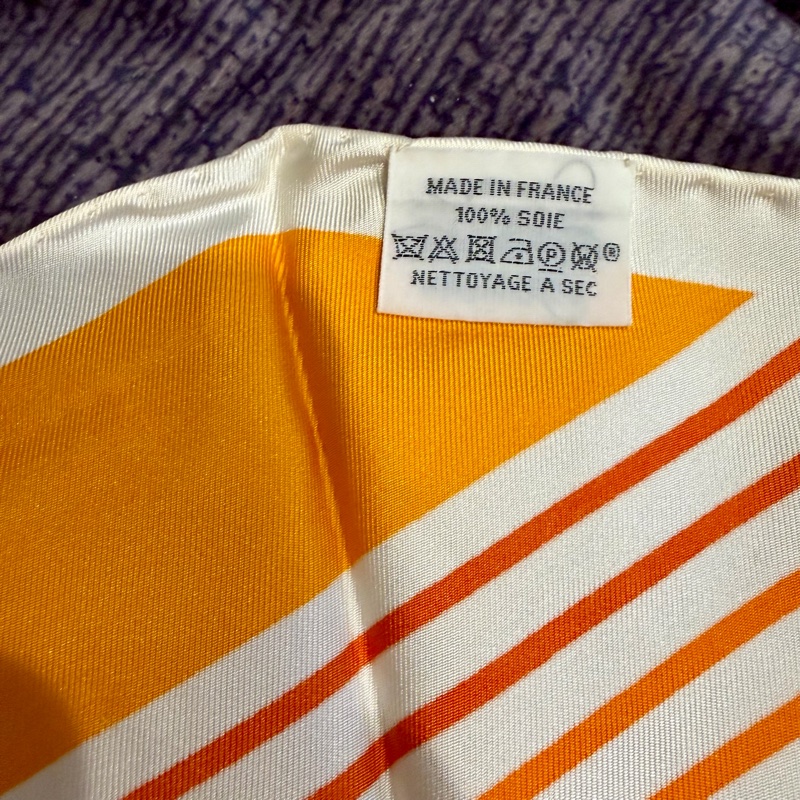 MADE IN FRANCE
100% SOIE
P W ®
NETTOYAGE A SEC